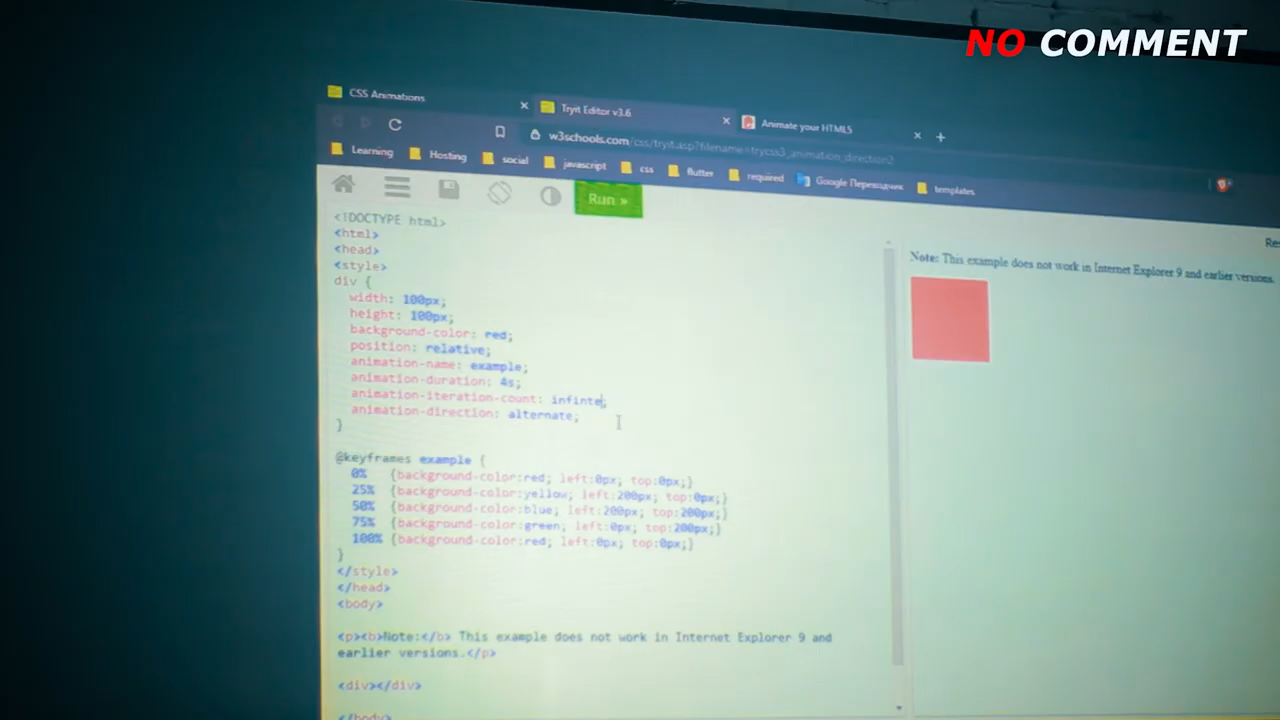 NO COMMENT
CSS Animations
Tryit Editor v3.6
Animate your HTML5
w3schools.com/css/tryit.asp?filename=trycss3_animation_direction2
Learning
Hosting
social
javascript
css
flutter
required
Google Переводчик
templates
Run »
<!DOCTYPE html>
<html>
<head>
<style>
div {
width: 100px;
height: 100px;
background-color: red;
position: relative;
animation-name: example;
animation-duration: 4s;
animation-iteration-count: infinte;
animation-direction: alternate;
}
@keyframes example {
0% {background-color:red; left:0px; top:0px;}
25% {background-color:yellow; left:200px; top:0px;}
50% {background-color:blue; left:200px; top:200px;}
75% {background-color:green; left:0px; top:200px;}
100% {background-color:red; left:0px; top:0px;}
}
</style>
</head>
<body>
<p><b>Note:</b> This example does not work in Internet Explorer 9 and
earlier versions.</p>
<div></div>
</body>
Note: This example does not work in Internet Explorer 9 and earlier versions.